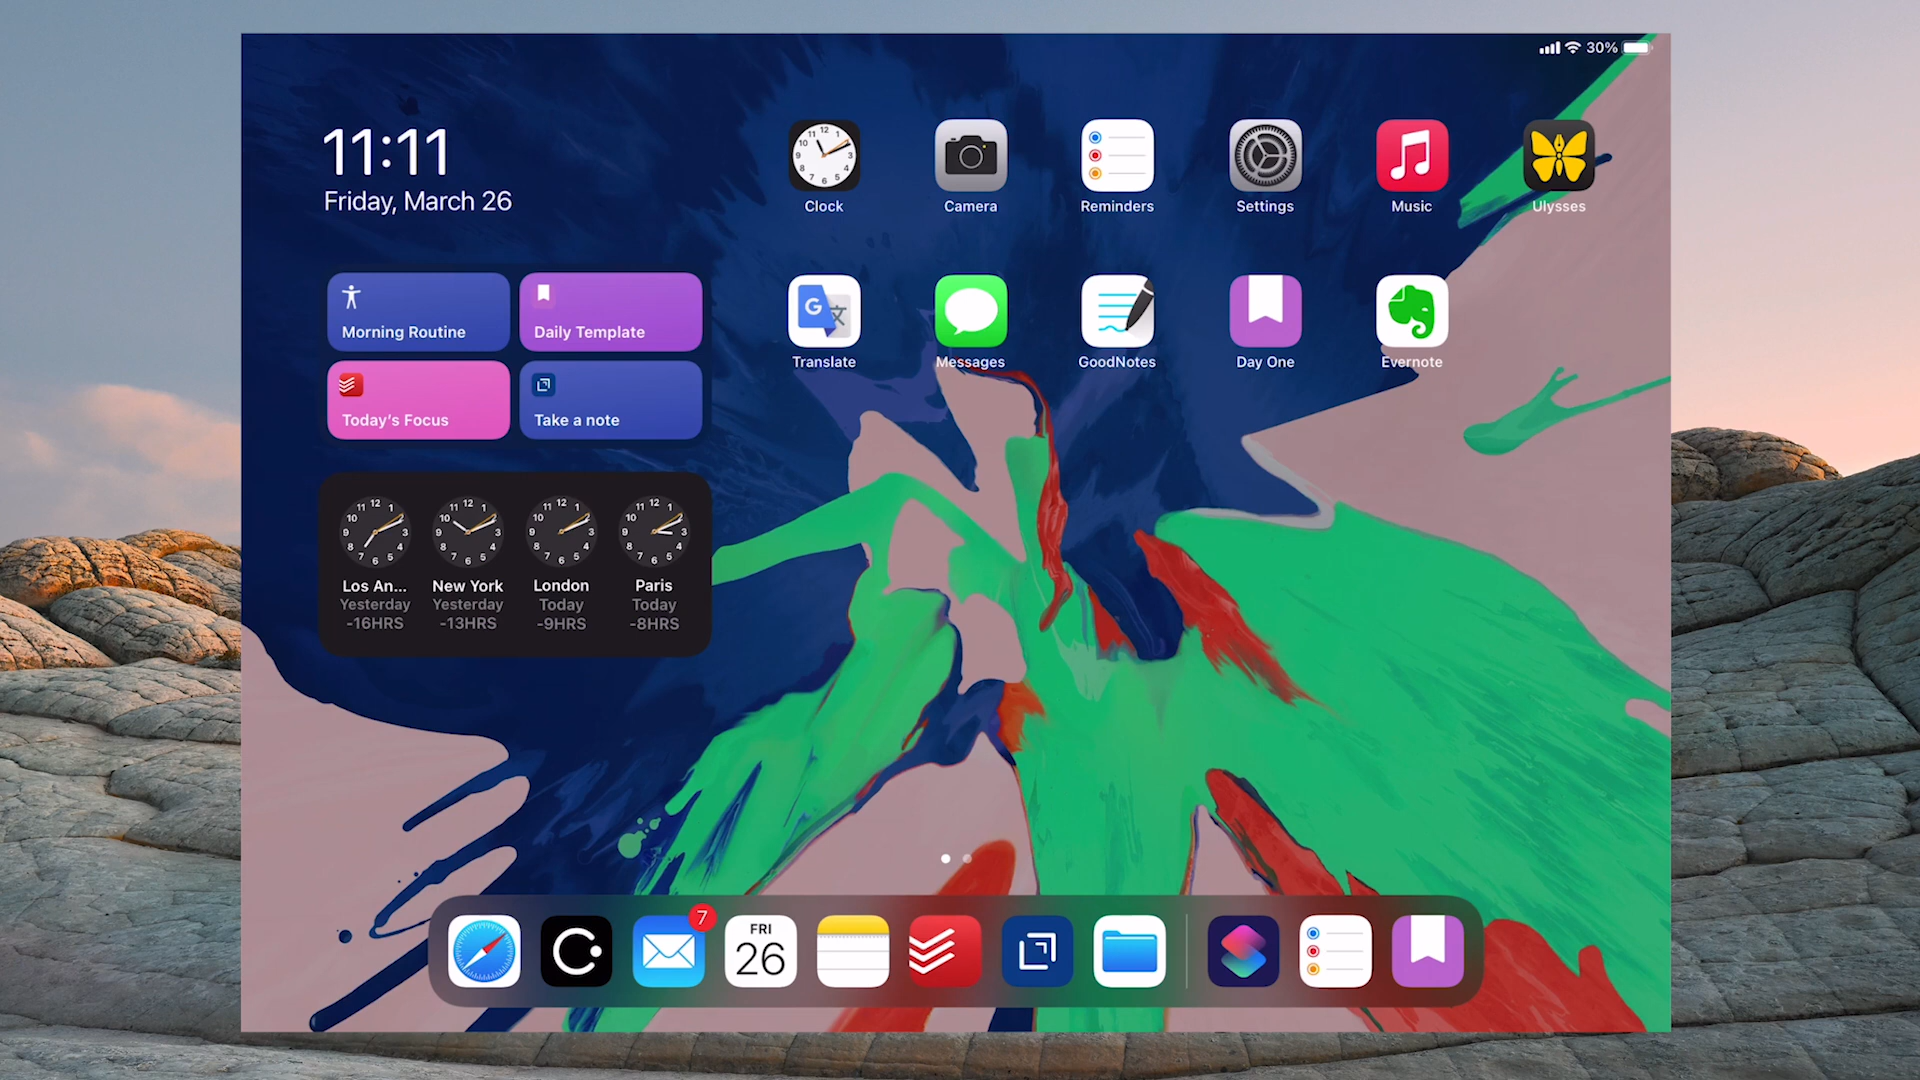 30%
11:11
Friday, March 26
Clock
Camera
Reminders
Settings
Music
Ulysses
Translate
Messages
GoodNotes
Day One
Evernote
Morning Routine
Daily Template
Today's Focus
Take a note
Los An...
New York
London
Paris
Yesterday
Yesterday
Today
Today
-16HRS
-13HRS
-9HRS
-8HRS
7
FRI
26